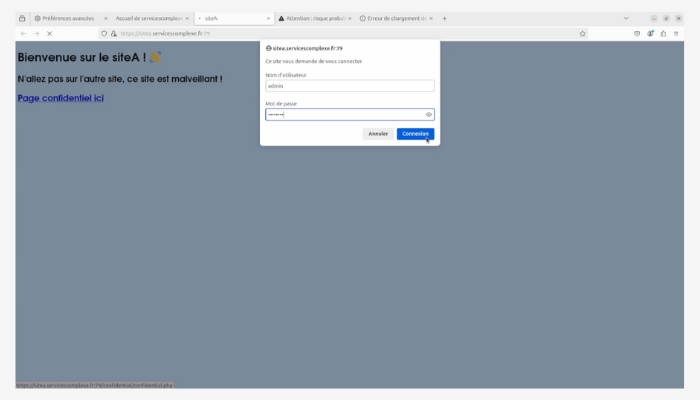 Préférences avancées
Accueil de servicescomplexe
siteA
Attention : risque probabl
Erreur de chargement de
https://sitea.servicescomplexe.fr:79
sitea.servicescomplexe.fr:79
Ce site vous demande de vous connecter.
Nom d'utilisateur
admin
Mot de passe
••••••••
Annuler Connexion
Bienvenue sur le siteA !
N'allez pas sur l'autre site, ce site est malveillant !
Page confidentiel ici
https://sitea.servicescomplexe.fr:79/confidentiel/confidentiel.php